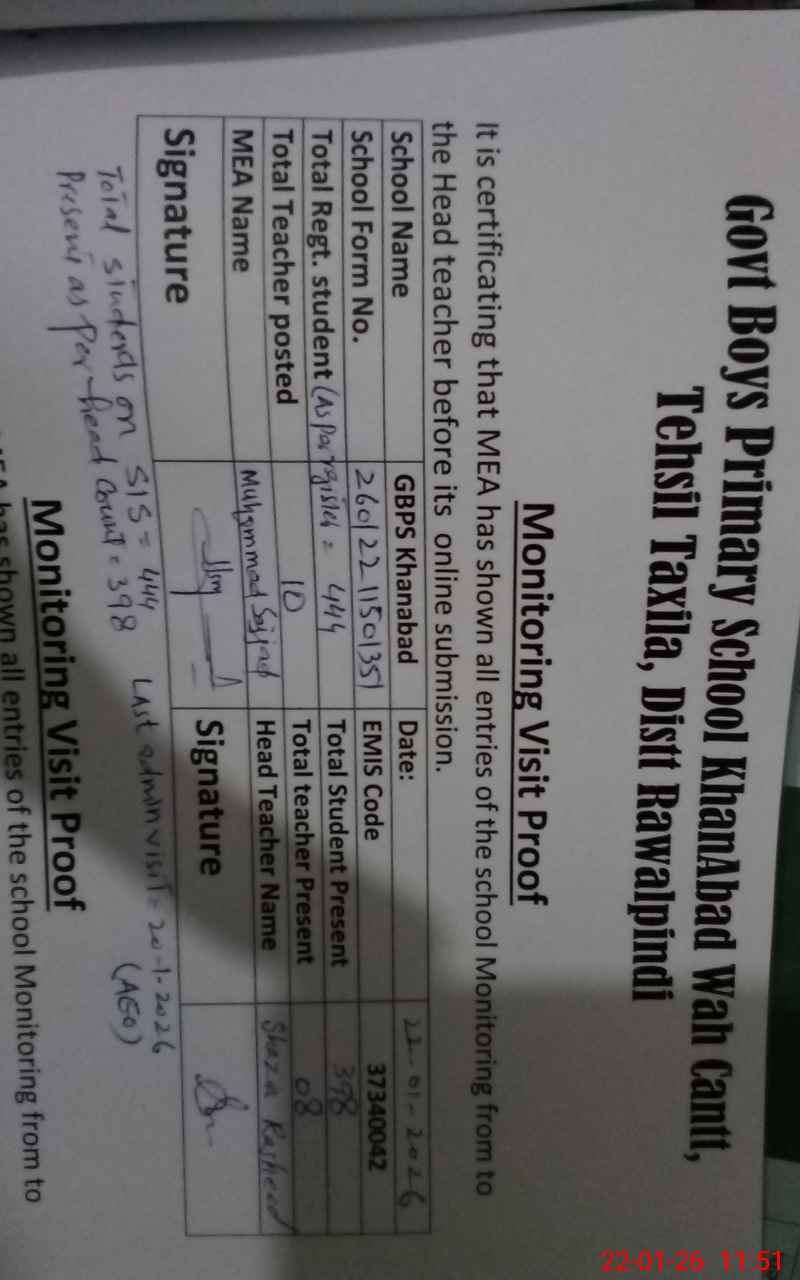 Govt Boys Primary School KhanAbad Wah Cantt,
Tehsil Taxila, Distt Rawalpindi
Monitoring Visit Proof
It is certificating that MEA has shown all entries of the school Monitoring from to
the Head teacher before its online submission.
School Name GBPS Khanabad Date: 22-01-2026
School Form No. 26012211501351 EMIS Code 37340042
Total Regt. student (As per register = 444 Total Student Present 398
Total Teacher posted 10 Total teacher Present 08
MEA Name Muhammad Sajjad Head Teacher Name Shazia Rasheed
Signature Signature
Total students on SIS = 444 Last admin visit = 20-1-2026
Present as per head count = 398 (AEO)
Monitoring Visit Proof
MEA has shown all entries of the school Monitoring from to
22-01-26 11:51